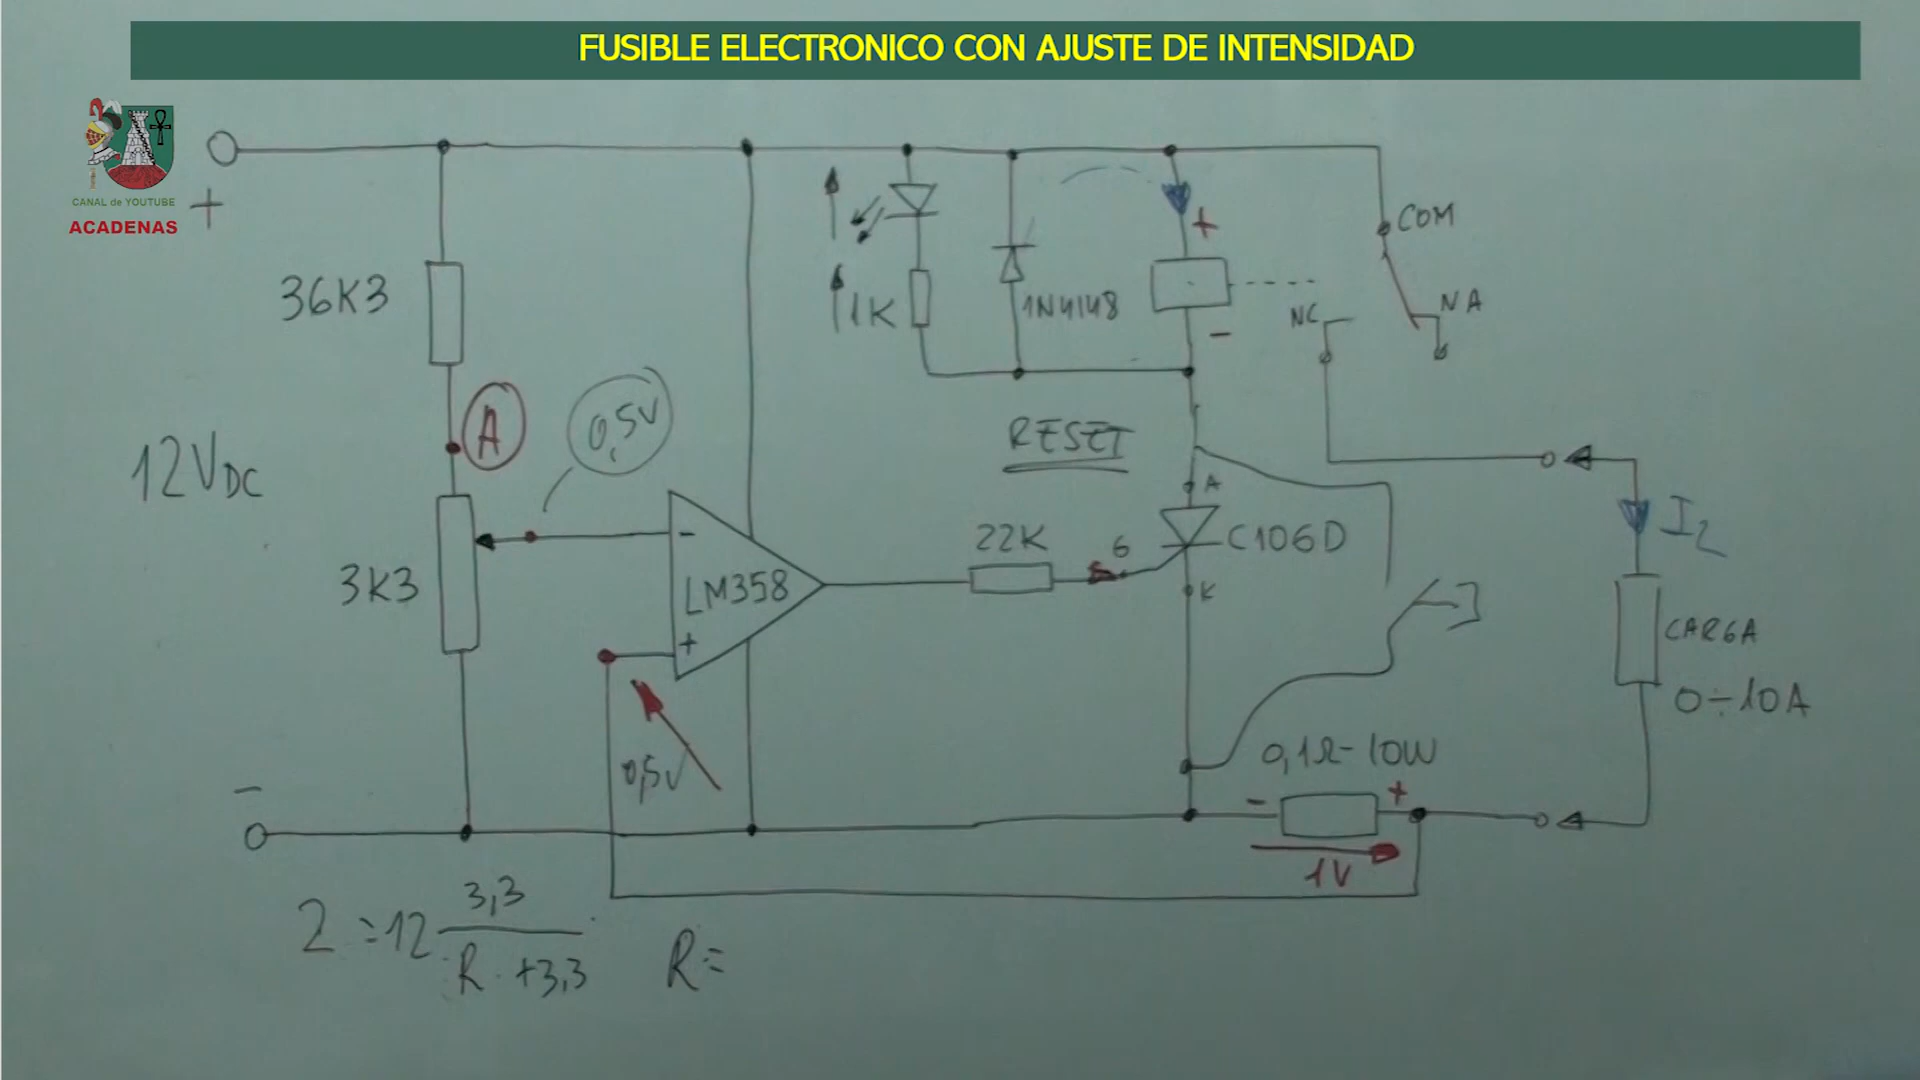 FUSIBLE ELECTRONICO CON AJUSTE DE INTENSIDAD
CANAL de YOUTUBE
ACADENAS
+
COM
+
36K3
1K
1N4148
NC
NA
-
A
0,5V
RESET
12VDC
A
-
22K
G
C106D
I2
LM358
3K3
K
+
CARGA
0÷10A
0,5V
0,1Ω-10W
-
-
+
1V
2=12 3,3
R+3,3
R=